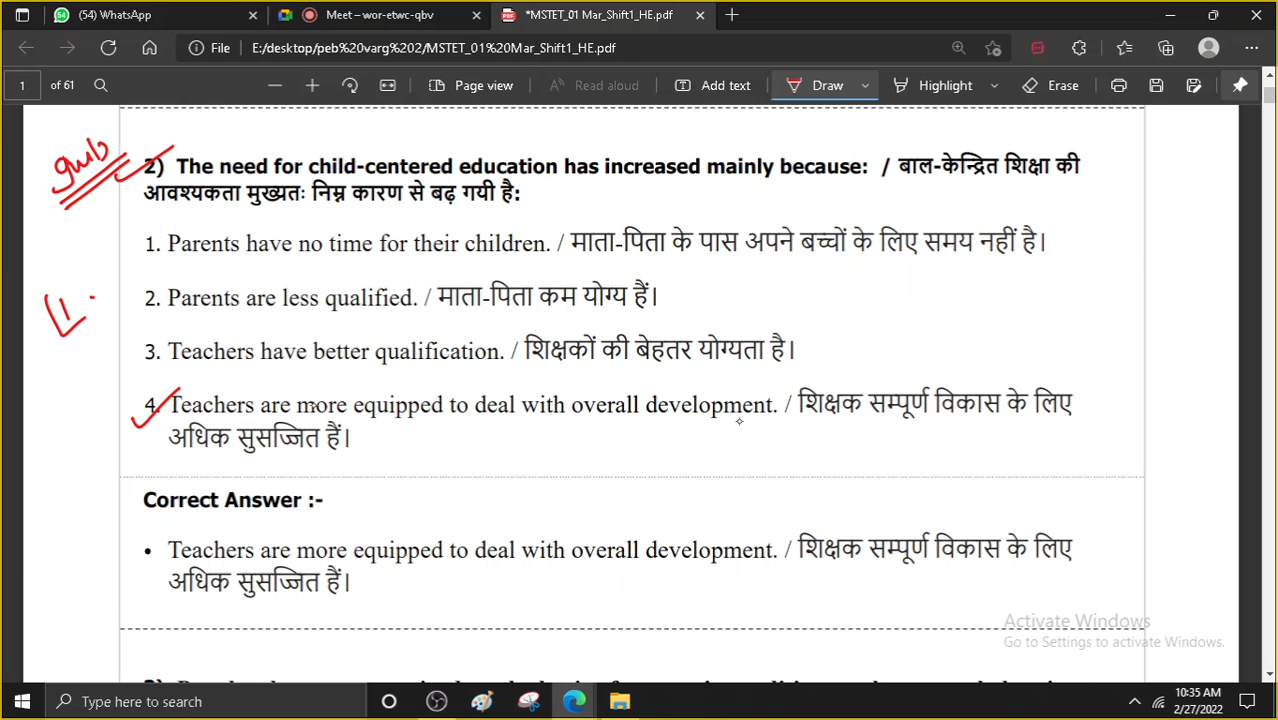 (54) WhatsApp
Meet – wor-etwc-qbv
*MSTET_01 Mar_Shift1_HE.pdf
File
E:/desktop/peb%20varg%202/MSTET_01%20Mar_Shift1_HE.pdf
1 of 61
Page view
Read aloud
Add text
Draw
Highlight
Erase
2) The need for child-centered education has increased mainly because: / बाल-केन्द्रित शिक्षा की
आवश्यकता मुख्यतः निम्न कारण से बढ़ गयी है:
1. Parents have no time for their children. / माता-पिता के पास अपने बच्चों के लिए समय नहीं है।
2. Parents are less qualified. / माता-पिता कम योग्य हैं।
3. Teachers have better qualification. / शिक्षकों की बेहतर योग्यता है।
4. Teachers are more equipped to deal with overall development. / शिक्षक सम्पूर्ण विकास के लिए
अधिक सुसज्जित हैं।
Correct Answer :-
• Teachers are more equipped to deal with overall development. / शिक्षक सम्पूर्ण विकास के लिए
अधिक सुसज्जित हैं।
Activate Windows
Go to Settings to activate Windows.
Type here to search
10:35 AM
2/27/2022